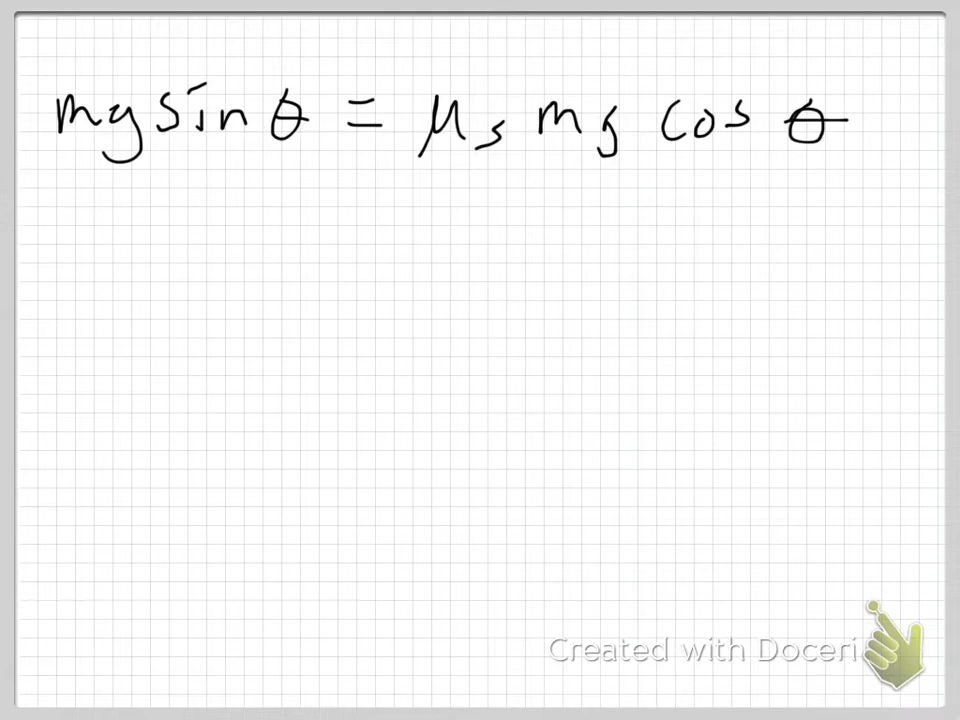 mg sin θ = μs mg cos θ
Created with Doceri